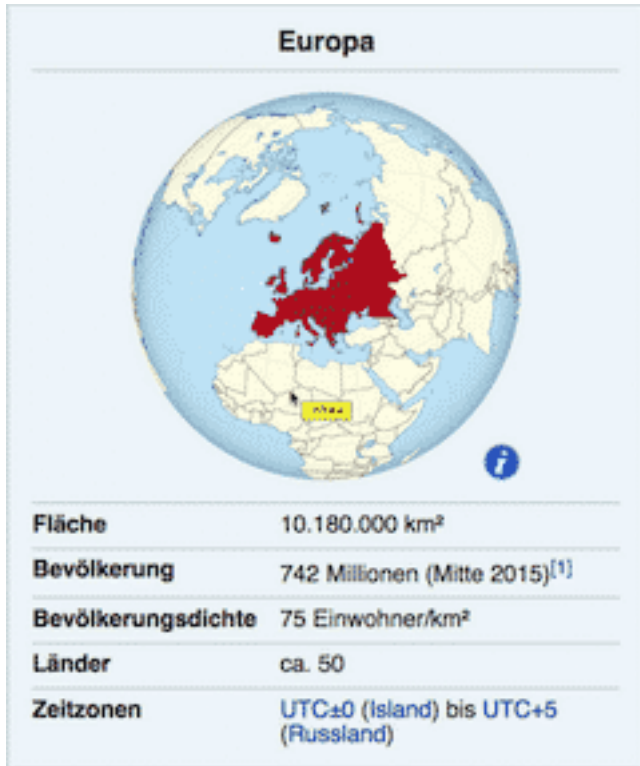 Europa
Fläche 10.180.000 km²
Bevölkerung 742 Millionen (Mitte 2015)[1]
Bevölkerungsdichte 75 Einwohner/km²
Länder ca. 50
Zeitzonen UTC±0 (Island) bis UTC+5
(Russland)